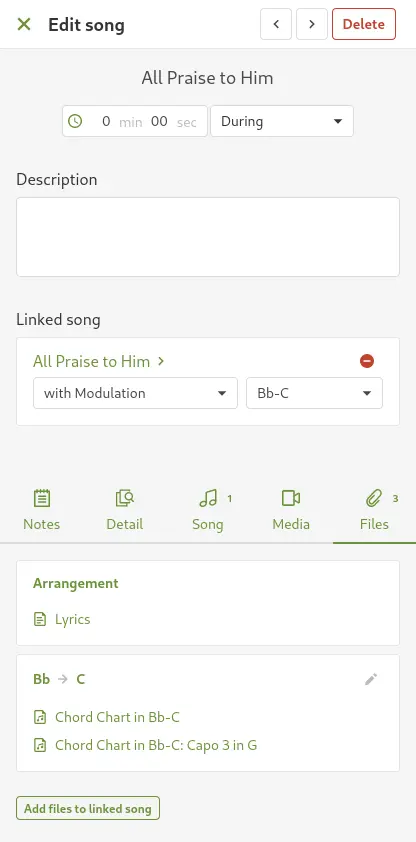 Edit song
Delete
All Praise to Him
0 min 00 sec During
Description
Linked song
All Praise to Him
with Modulation Bb-C
1 3
Notes Detail Song Media Files
Arrangement
Lyrics
Bb → C
Chord Chart in Bb-C
Chord Chart in Bb-C: Capo 3 in G
Add files to linked song